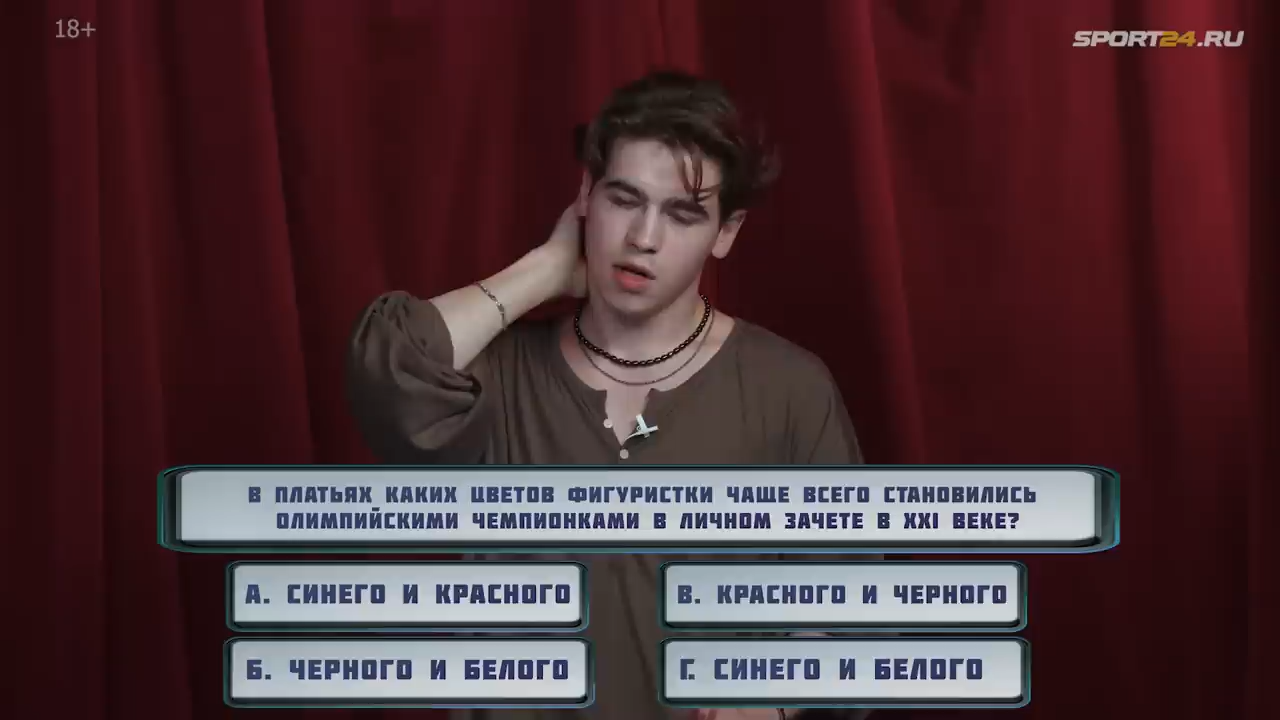 18+
SPORT24.RU
В ПЛАТЬЯХ КАКИХ ЦВЕТОВ ФИГУРИСТКИ ЧАЩЕ ВСЕГО СТАНОВИЛИСЬ
ОЛИМПИЙСКИМИ ЧЕМПИОНКАМИ В ЛИЧНОМ ЗАЧЕТЕ В XXI ВЕКЕ?
А. СИНЕГО И КРАСНОГО
В. КРАСНОГО И ЧЕРНОГО
Б. ЧЕРНОГО И БЕЛОГО
Г. СИНЕГО И БЕЛОГО